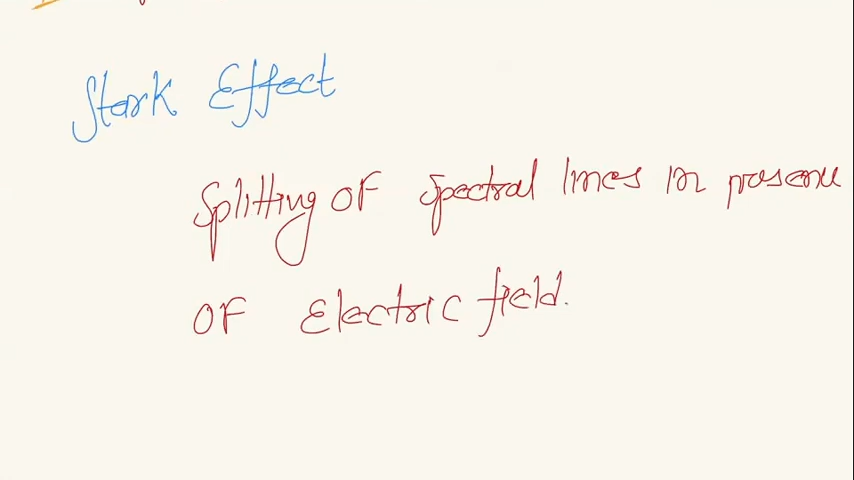 Stark Effect
Splitting of spectral lines in presence
of Electric field.